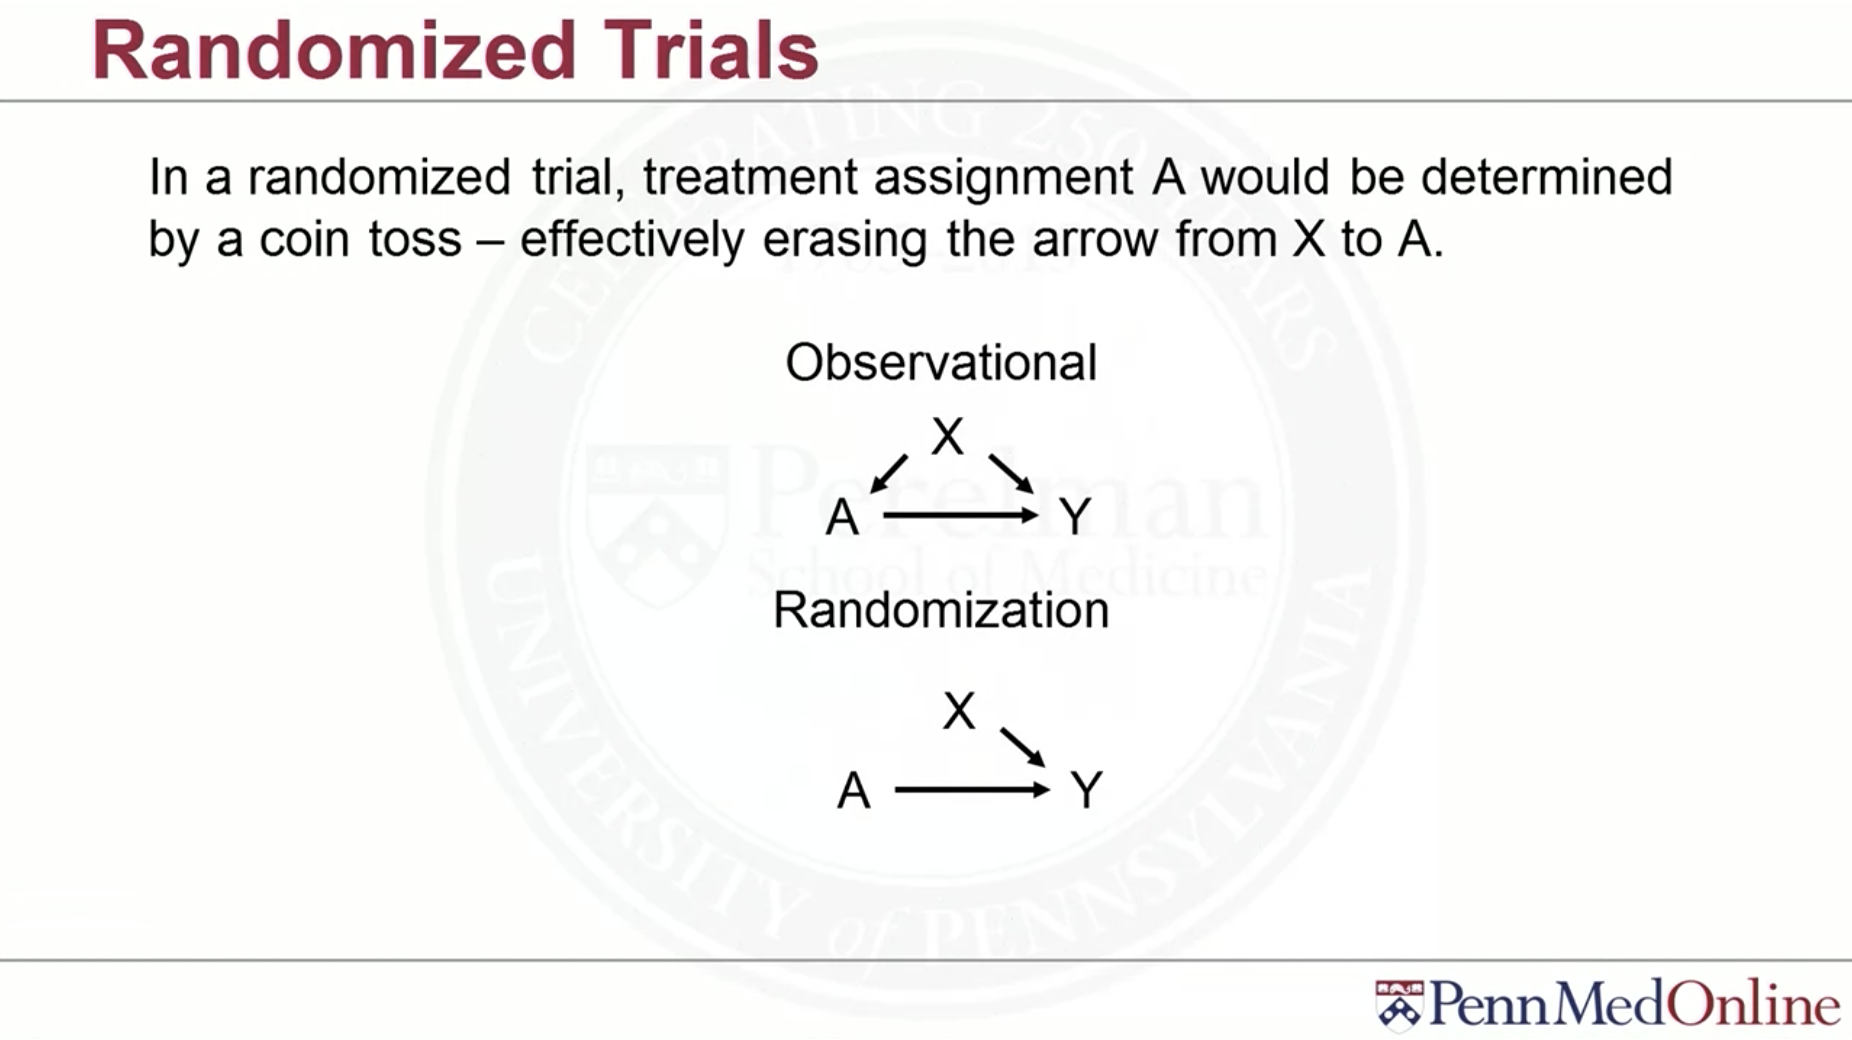 Randomized Trials
In a randomized trial, treatment assignment A would be determined
by a coin toss – effectively erasing the arrow from X to A.
Observational
X
A Y
Randomization
X
A Y
CELEBRATING 250 YEARS
Perelman
School of Medicine
UNIVERSITY of PENNSYLVANIA
PennMedOnline